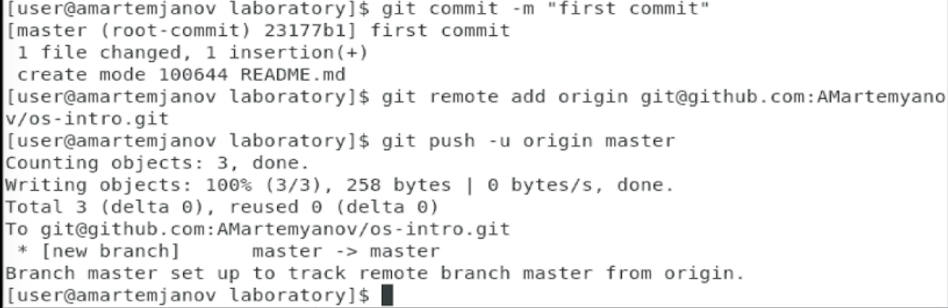 [user@amartemjanov laboratory]$ git commit -m "first commit"
[master (root-commit) 23177b1] first commit
 1 file changed, 1 insertion(+)
 create mode 100644 README.md
[user@amartemjanov laboratory]$ git remote add origin git@github.com:AMartemyano
v/os-intro.git
[user@amartemjanov laboratory]$ git push -u origin master
Counting objects: 3, done.
Writing objects: 100% (3/3), 258 bytes | 0 bytes/s, done.
Total 3 (delta 0), reused 0 (delta 0)
To git@github.com:AMartemyanov/os-intro.git
 * [new branch]      master -> master
Branch master set up to track remote branch master from origin.
[user@amartemjanov laboratory]$